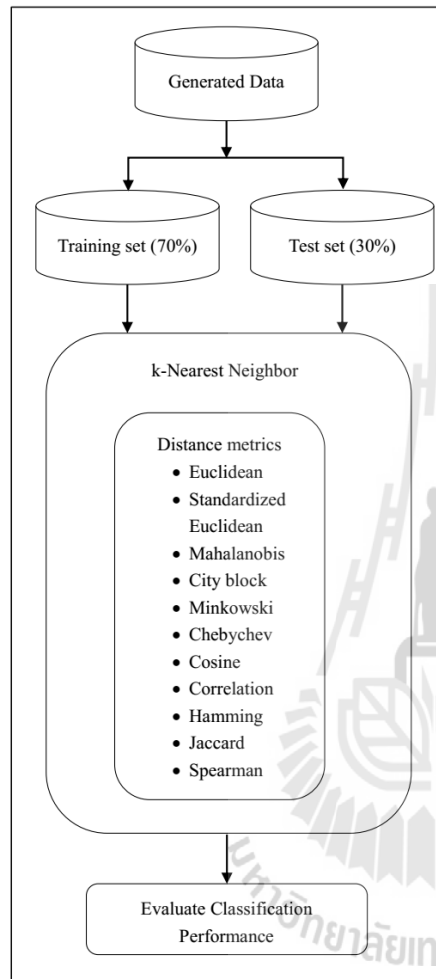 Generated Data
Training set (70%)
Test set (30%)
k-Nearest Neighbor
Distance metrics
• Euclidean
• Standardized
Euclidean
• Mahalanobis
• City block
• Minkowski
• Chebychev
• Cosine
• Correlation
• Hamming
• Jaccard
• Spearman
Evaluate Classification
Performance